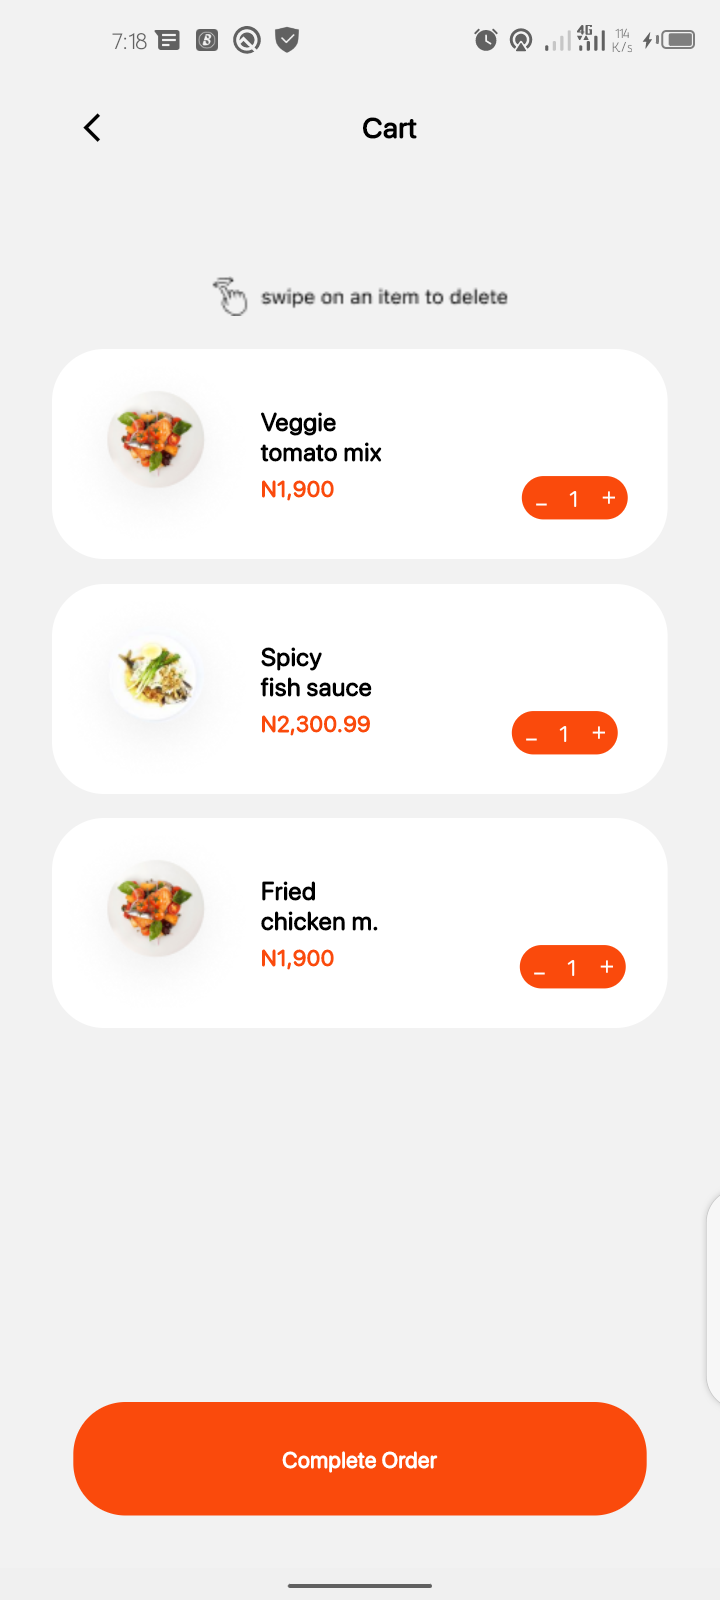 7:18
4G
114
K/s
Cart
swipe on an item to delete
Veggie
tomato mix
N1,900
– 1 +
Spicy
fish sauce
N2,300.99
– 1 +
Fried
chicken m.
N1,900
– 1 +
Complete Order